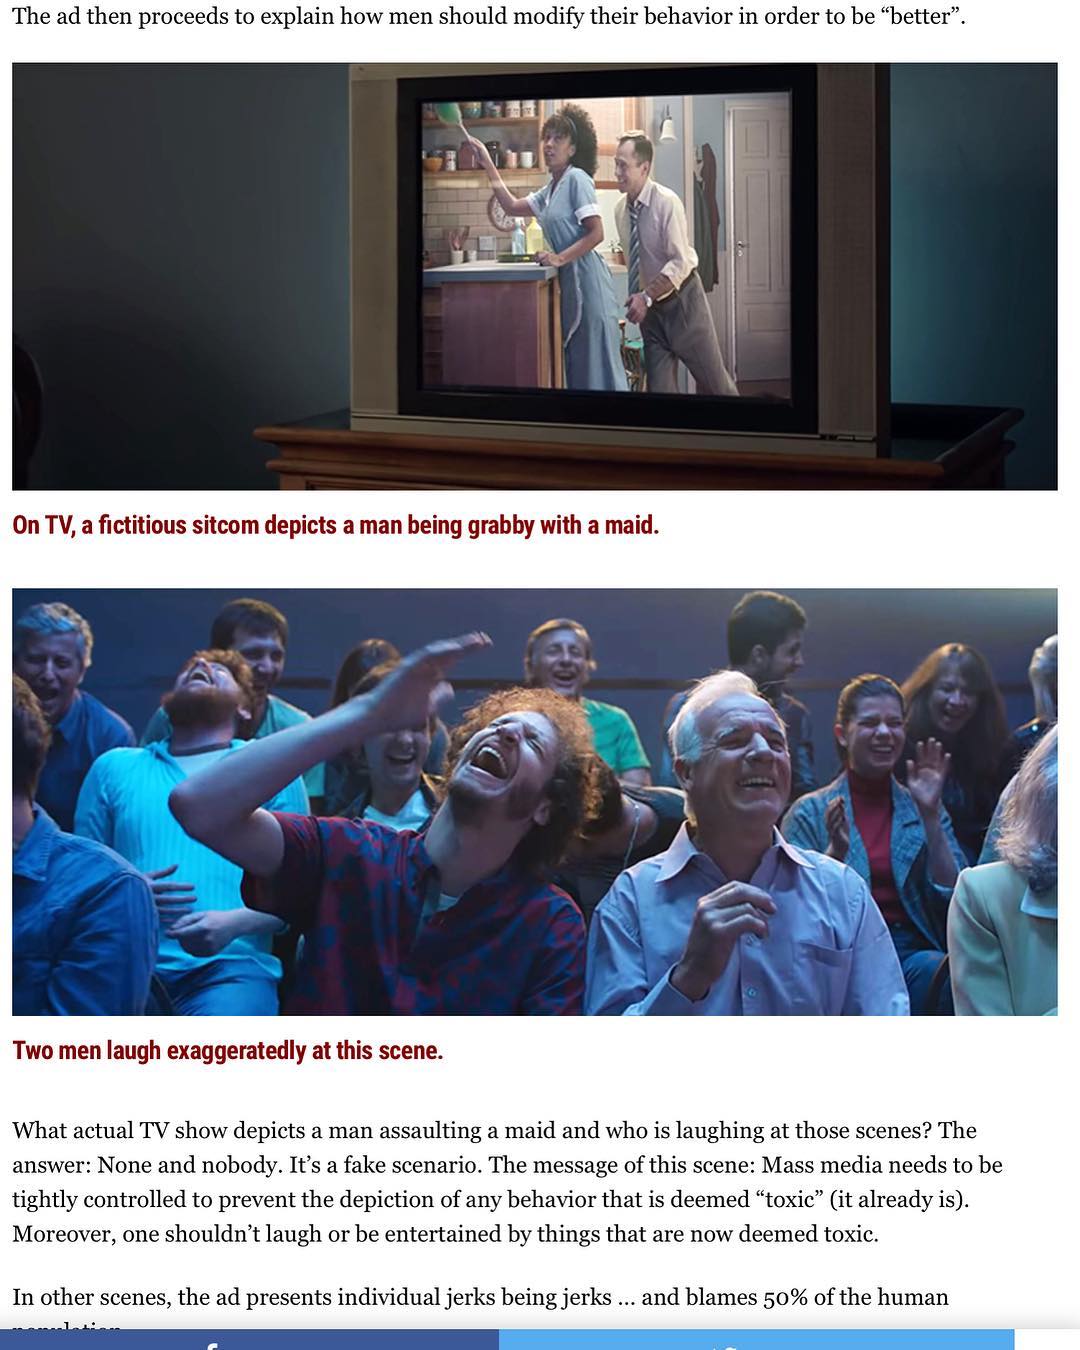 The ad then proceeds to explain how men should modify their behavior in order to be “better”.
On TV, a fictitious sitcom depicts a man being grabby with a maid.
Two men laugh exaggeratedly at this scene.
What actual TV show depicts a man assaulting a maid and who is laughing at those scenes? The
answer: None and nobody. It’s a fake scenario. The message of this scene: Mass media needs to be
tightly controlled to prevent the depiction of any behavior that is deemed “toxic” (it already is).
Moreover, one shouldn’t laugh or be entertained by things that are now deemed toxic.
In other scenes, the ad presents individual jerks being jerks … and blames 50% of the human